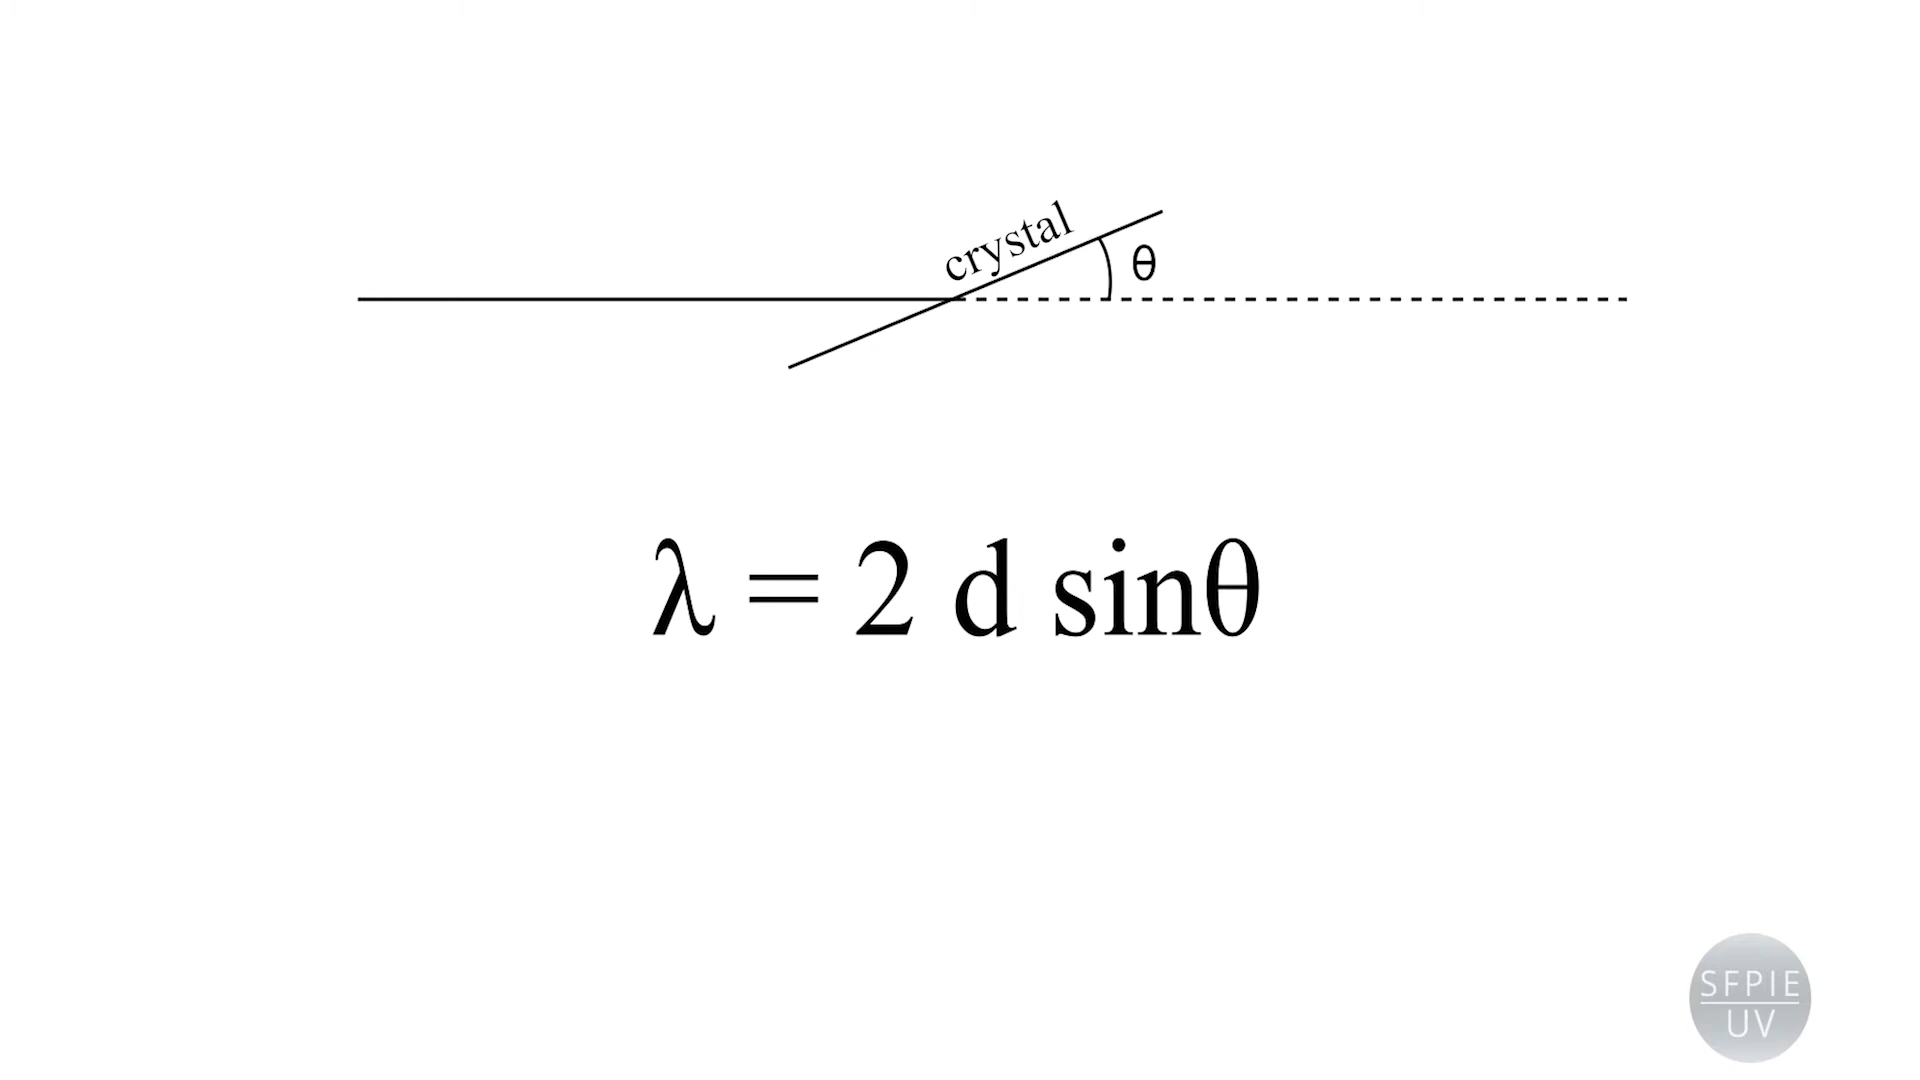 crystal
θ
λ = 2 d sinθ
SFPIE
UV